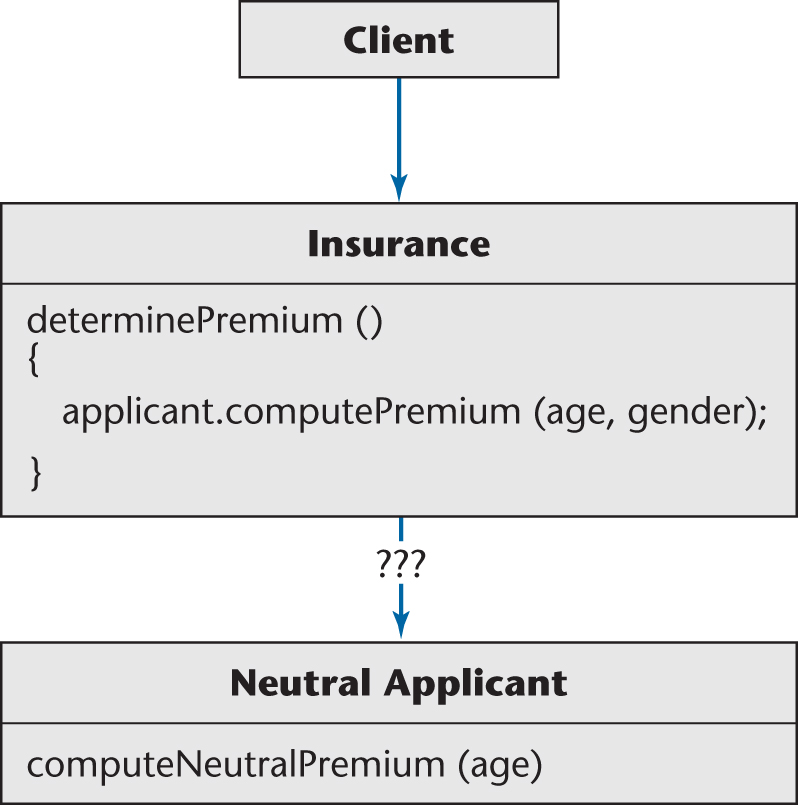 Client
Insurance
determinePremium ()
{
applicant.computePremium (age, gender);
}
???
Neutral Applicant
computeNeutralPremium (age)